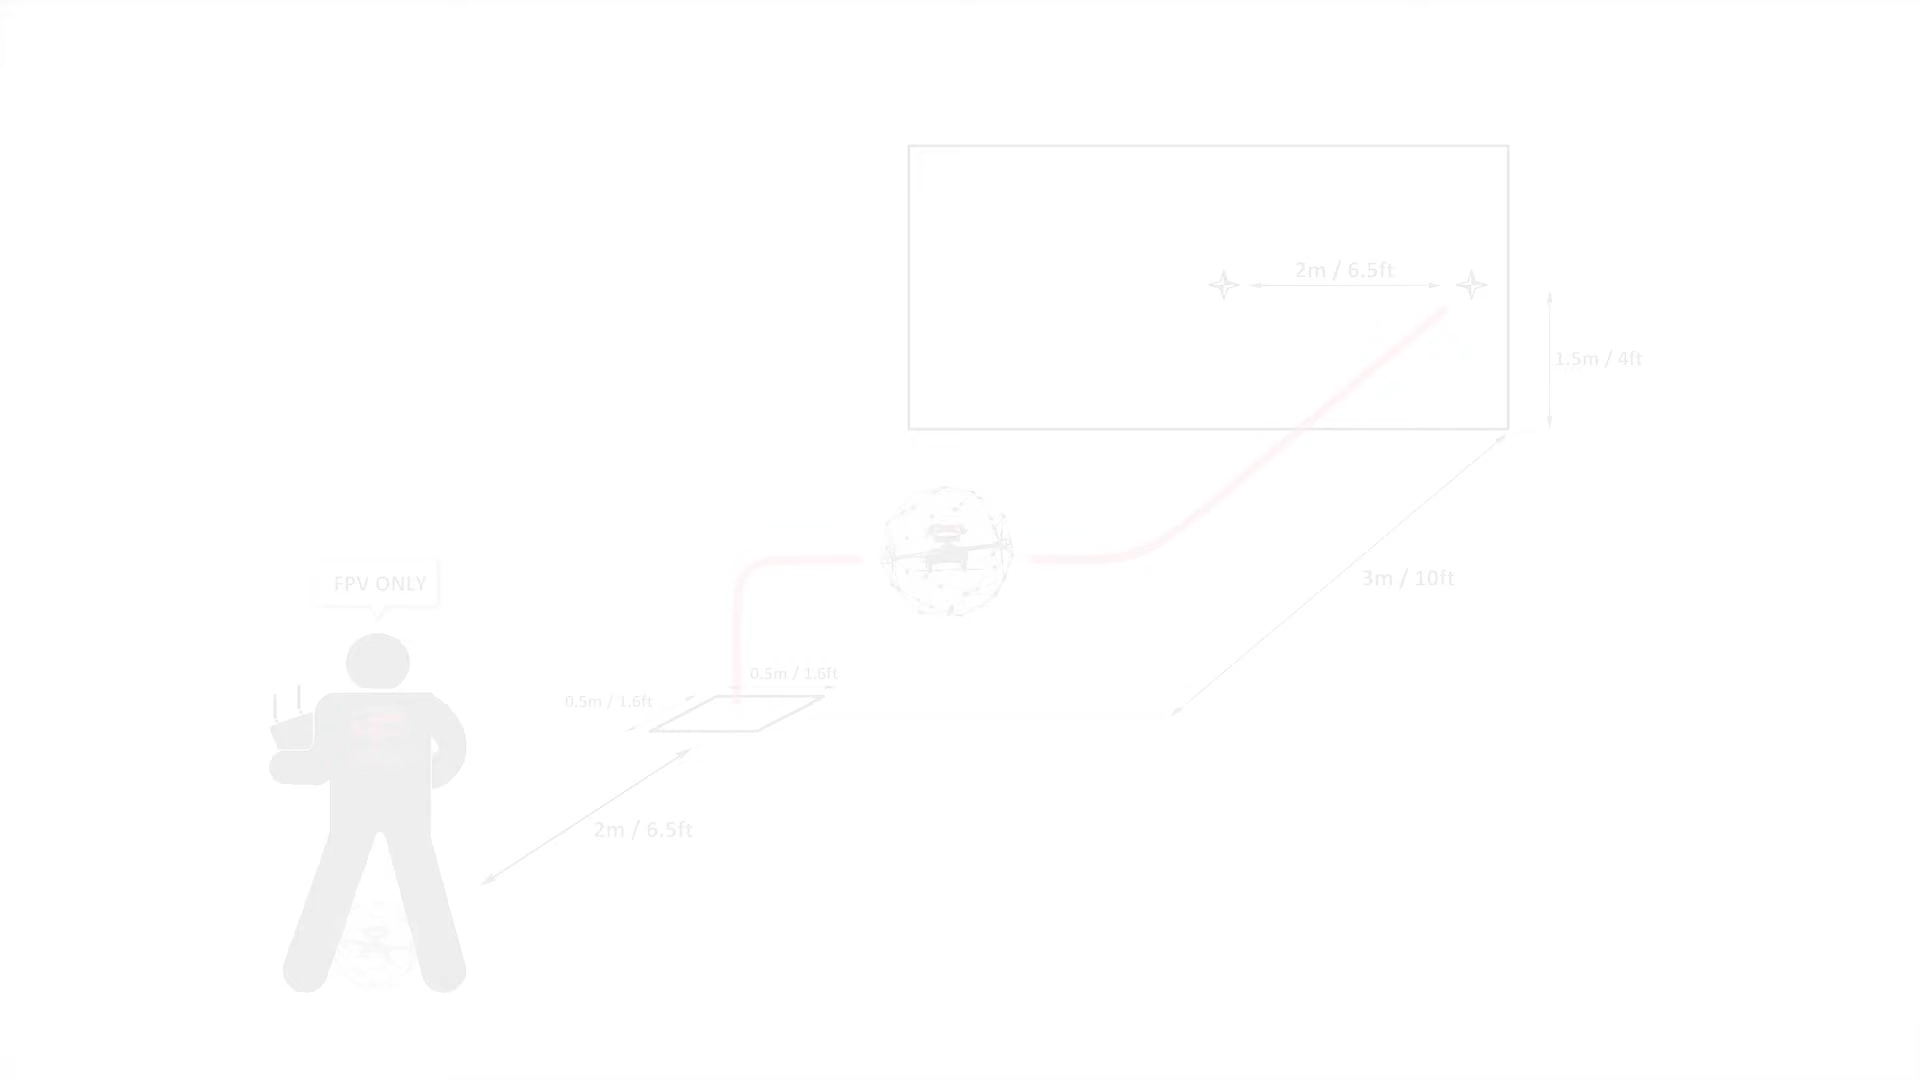 2m / 6.5ft
1.5m / 4ft
3m / 10ft
FPV ONLY
0.5m / 1.6ft
0.5m / 1.6ft
2m / 6.5ft